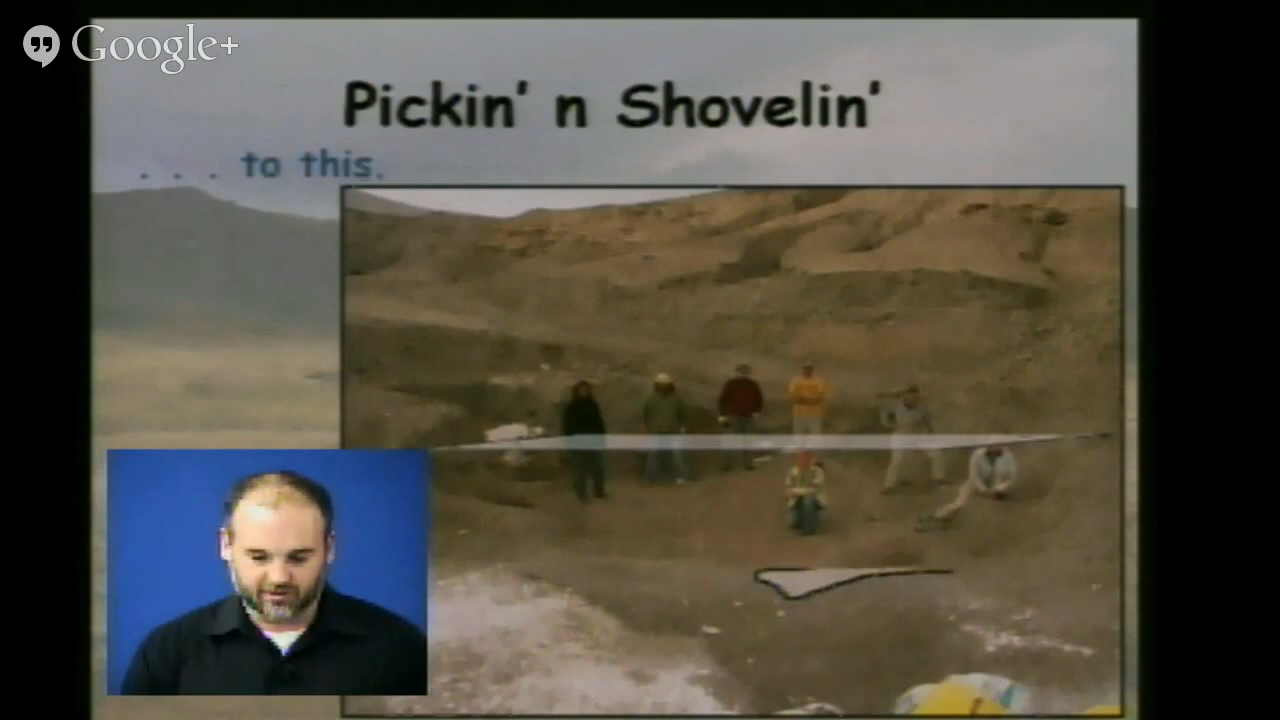 Google+
Pickin' n Shovelin'
. . . to this.